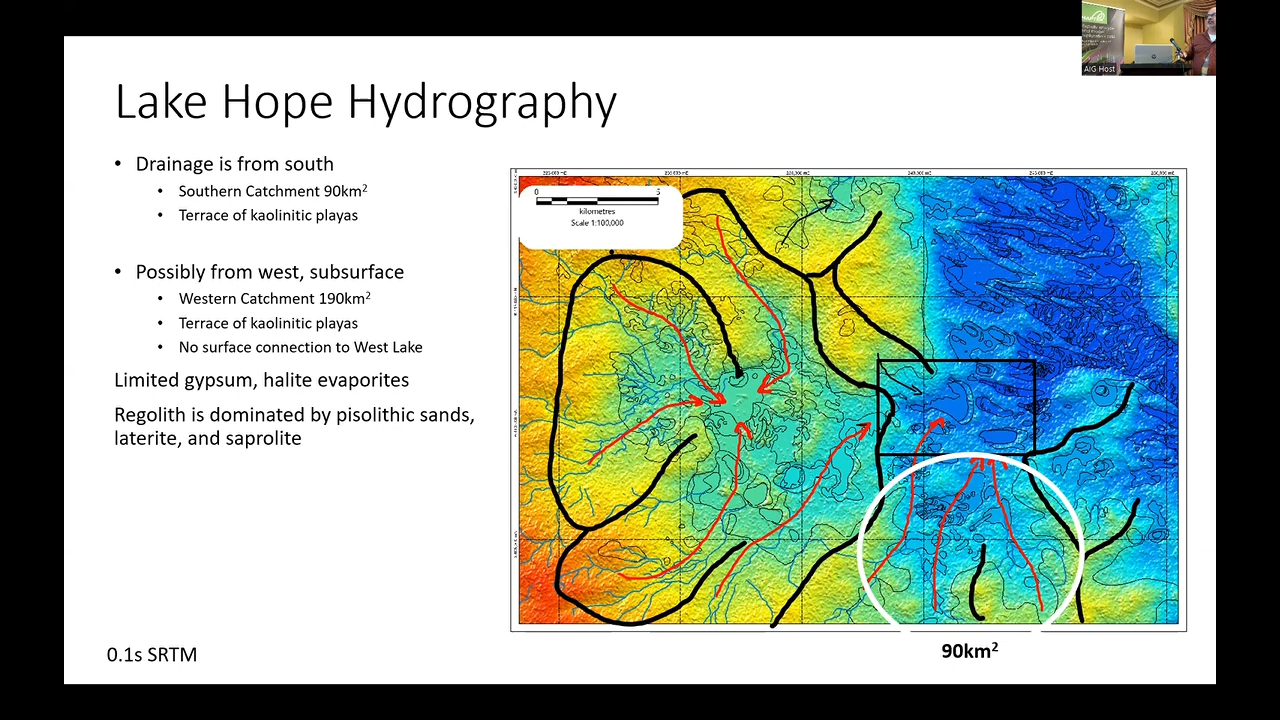 AIG Host
Lake Hope Hydrography
• Drainage is from south
• Southern Catchment 90km²
• Terrace of kaolinitic playas
• Possibly from west, subsurface
• Western Catchment 190km²
• Terrace of kaolinitic playas
• No surface connection to West Lake
Limited gypsum, halite evaporites
Regolith is dominated by pisolithic sands,
laterite, and saprolite
0 5
kilometres
Scale 1:100,000
90km²
0.1s SRTM